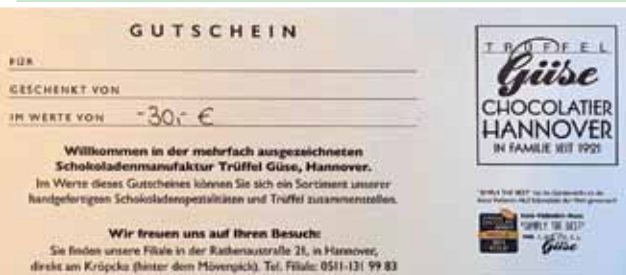 GUTSCHEIN
FÜR
GESCHENKT VON
IM WERTE VON -30,- €
Willkommen in der mehrfach ausgezeichneten
Schokoladenmanufaktur Trüffel Güse, Hannover.
Im Werte dieses Gutscheines können Sie sich ein Sortiment unserer
handgefertigten Schokoladenspezialitäten und Trüffel zusammenstellen.
Wir freuen uns auf Ihren Besuch:
Sie finden unsere Filiale in der Rathenaustraße 21, in Hannover,
direkt am Kröpcke (hinter dem Mövenpick). Tel. Filiale: 0511-131 99 83
TRÜFFEL
Güse
CHOCOLATIER
HANNOVER
IN FAMILIE SEIT 1921
"SIMPLY THE BEST"
"SIMPLY THE BEST"
Güse